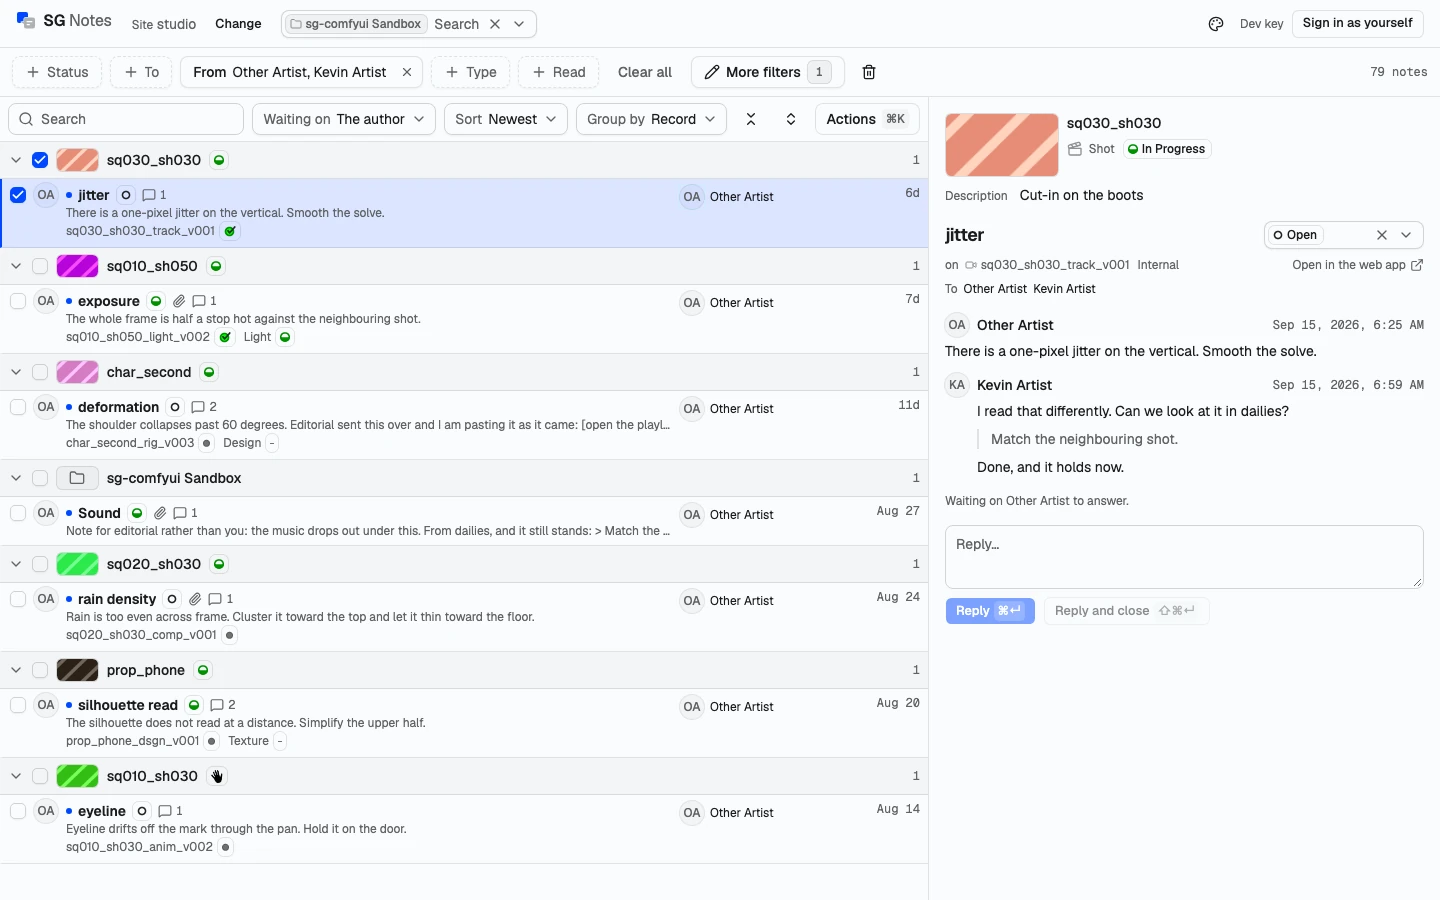 SG Notes
Site studio
Change
sg-comfyui Sandbox
Search
Dev key
Sign in as yourself
Status
To
From Other Artist, Kevin Artist
Type
Read
Clear all
More filters 1
79 notes
Search
Waiting on The author
Sort Newest
Group by Record
Actions ⌘K
sq030_sh030
1
OA jitter 1
Other Artist
6d
There is a one-pixel jitter on the vertical. Smooth the solve.
sq030_sh030_track_v001
sq010_sh050
1
OA exposure 1
Other Artist
7d
The whole frame is half a stop hot against the neighbouring shot.
sq010_sh050_light_v002 Light
char_second
1
OA deformation 2
OA Other Artist
11d
The shoulder collapses past 60 degrees. Editorial sent this over and I am pasting it as it came: [open the playl…
char_second_rig_v003 Design -
sg-comfyui Sandbox
1
OA Sound 1
OA Other Artist
Aug 27
Note for editorial rather than you: the music drops out under this. From dailies, and it still stands: > Match the …
sq020_sh030
1
OA rain density 1
OA Other Artist
Aug 24
Rain is too even across frame. Cluster it toward the top and let it thin toward the floor.
sq020_sh030_comp_v001
prop_phone
1
OA silhouette read 2
OA Other Artist
Aug 20
The silhouette does not read at a distance. Simplify the upper half.
prop_phone_dsgn_v001 Texture -
sq010_sh030
1
OA eyeline 1
OA Other Artist
Aug 14
Eyeline drifts off the mark through the pan. Hold it on the door.
sq010_sh030_anim_v002
sq030_sh030
Shot In Progress
Description Cut-in on the boots
jitter
Open
on sq030_sh030_track_v001 Internal
Open in the web app
To Other Artist Kevin Artist
OA Other Artist
Sep 15, 2026, 6:25 AM
There is a one-pixel jitter on the vertical. Smooth the solve.
KA Kevin Artist
Sep 15, 2026, 6:59 AM
I read that differently. Can we look at it in dailies?
Match the neighbouring shot.
Done, and it holds now.
Waiting on Other Artist to answer.
Reply…
Reply ⌘↵
Reply and close ⇧⌘↵